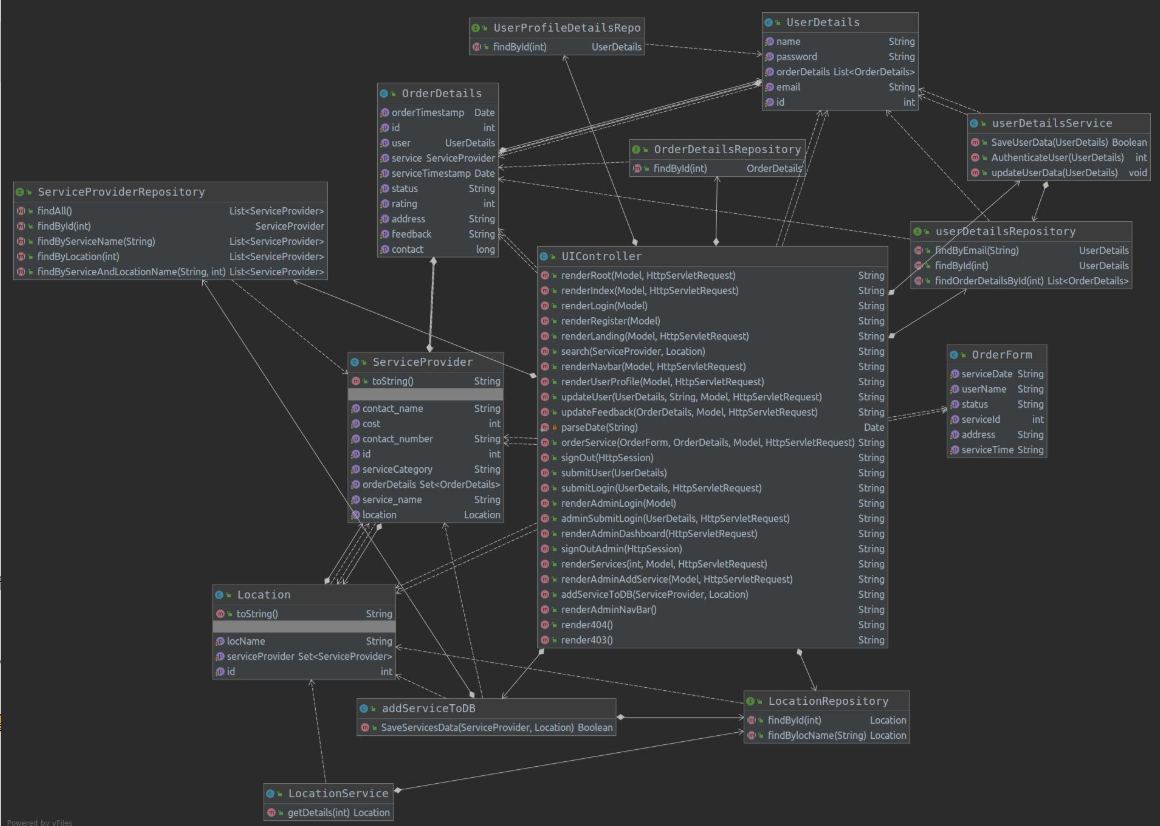 UserProfileDetailsRepo
findById(int) UserDetails
UserDetails
name String
password String
orderDetails List<OrderDetails>
email String
id int
OrderDetails
orderTimestamp Date
id int
user UserDetails
service ServiceProvider
serviceTimestamp Date
status String
rating int
address String
feedback String
contact long
userDetailsService
SaveUserData(UserDetails) Boolean
AuthenticateUser(UserDetails) int
updateUserData(UserDetails) void
OrderDetailsRepository
findById(int) OrderDetails
ServiceProviderRepository
findAll() List<ServiceProvider>
findById(int) ServiceProvider
findByServiceName(String) List<ServiceProvider>
findByLocation(int) List<ServiceProvider>
findByServiceAndLocationName(String, int) List<ServiceProvider>
userDetailsRepository
findByEmail(String) UserDetails
findById(int) UserDetails
findOrderDetailsById(int) List<OrderDetails>
UIController
renderRoot(Model, HttpServletRequest) String
renderIndex(Model, HttpServletRequest) String
renderLogin(Model) String
renderRegister(Model) String
renderLanding(Model, HttpServletRequest) String
search(ServiceProvider, Location) String
renderNavbar(Model, HttpServletRequest) String
renderUserProfile(Model, HttpServletRequest) String
updateUser(UserDetails, String, Model, HttpServletRequest) String
updateFeedback(OrderDetails, Model, HttpServletRequest) String
parseDate(String) Date
orderService(OrderForm, OrderDetails, Model, HttpServletRequest) String
signOut(HttpSession) String
submitUser(UserDetails) String
submitLogin(UserDetails, HttpServletRequest) String
renderAdminLogin(Model) String
adminSubmitLogin(UserDetails, HttpServletRequest) String
renderAdminDashboard(HttpServletRequest) String
signOutAdmin(HttpSession) String
renderServices(int, Model, HttpServletRequest) String
renderAdminAddService(Model, HttpServletRequest) String
addServiceToDB(ServiceProvider, Location) String
renderAdminNavBar() String
render404() String
render403() String
OrderForm
serviceDate String
userName String
status String
serviceId int
address String
serviceTime String
ServiceProvider
toString() String
contact_name String
cost int
contact_number String
id int
serviceCategory String
orderDetails Set<OrderDetails>
service_name String
location Location
Location
toString() String
locName String
serviceProvider Set<ServiceProvider>
id int
addServiceToDB
SaveServicesData(ServiceProvider, Location) Boolean
LocationRepository
findById(int) Location
findBylocName(String) Location
LocationService
getDetails(int) Location
Powered by yFiles